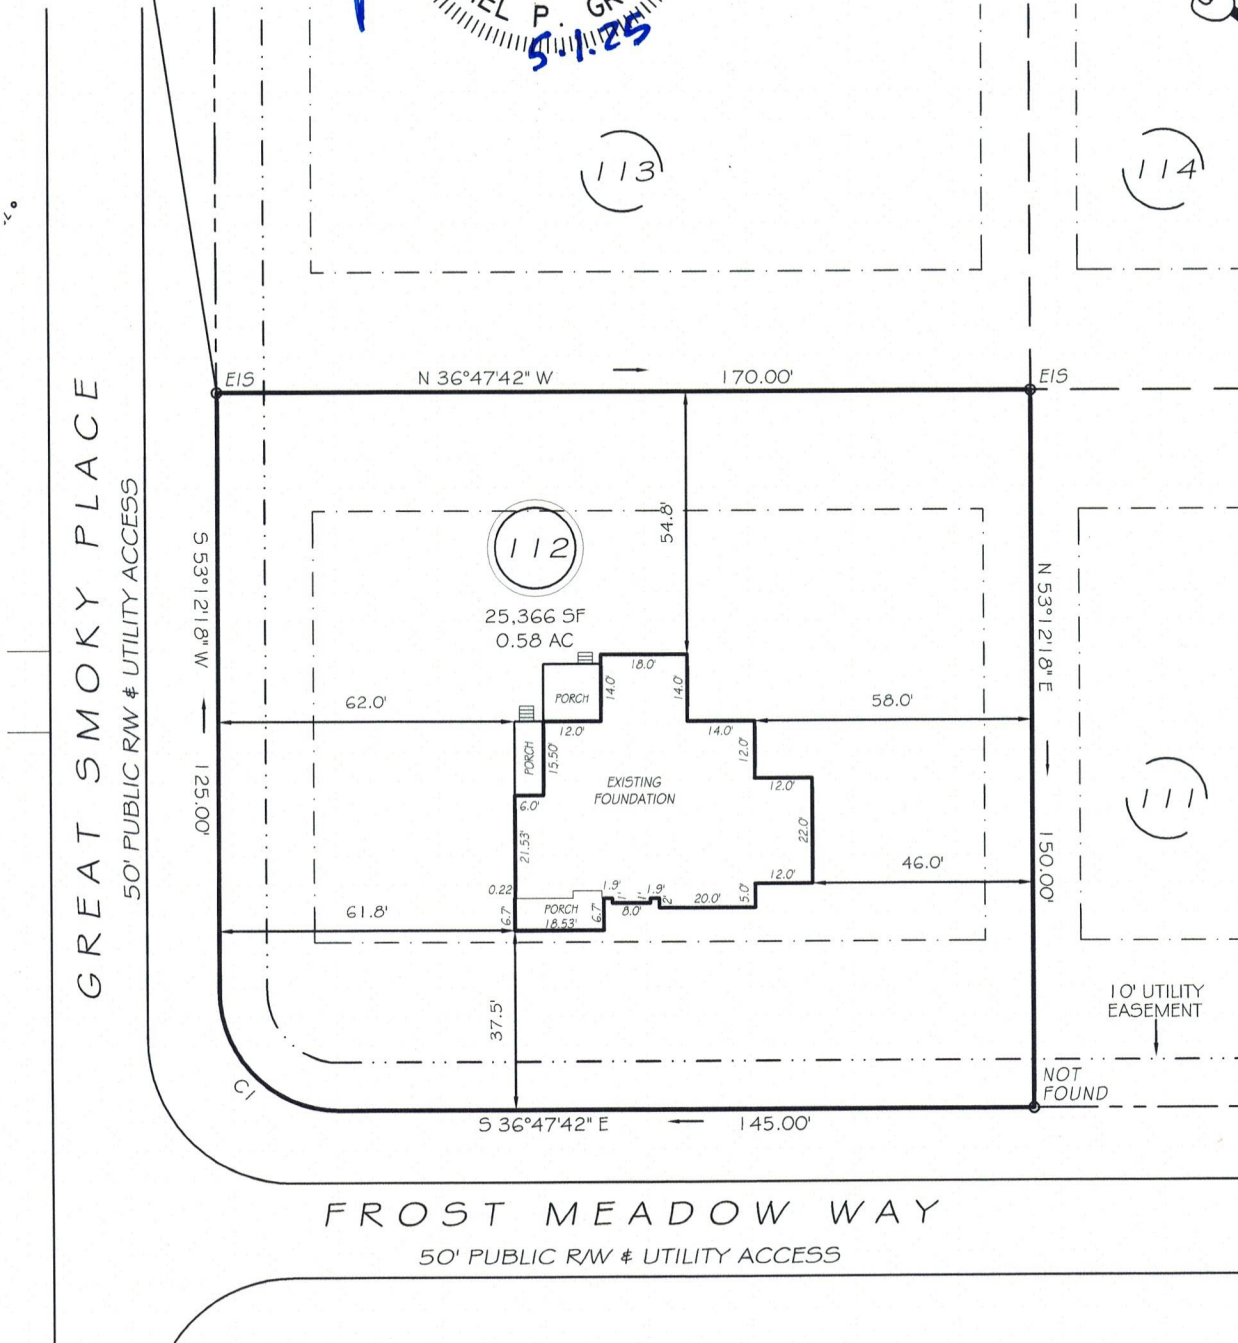 P.
5.1.25
113
114
EIS
N 36°47'42" W
170.00'
EIS
GREAT SMOKY PLACE
50' PUBLIC R/W & UTILITY ACCESS
S 53°12'18" W
125.00'
112
25,366 SF
0.58 AC
54.8'
N 53°12'18" E
150.00'
18.0'
14.0'
14.0'
PORCH
62.0'
58.0'
12.0'
14.0'
12.0'
PORCH
15.50'
EXISTING
FOUNDATION
12.0'
111
6.0'
21.53'
22.0'
46.0'
12.0'
0.22'
1.9'
1.9'
1'
1'
2'
20.0'
5.0'
61.8'
6.7'
PORCH
18.53'
6.7'
8.0'
37.5'
10' UTILITY
EASEMENT
NOT
FOUND
C1
S 36°47'42" E
145.00'
FROST MEADOW WAY
50' PUBLIC R/W & UTILITY ACCESS